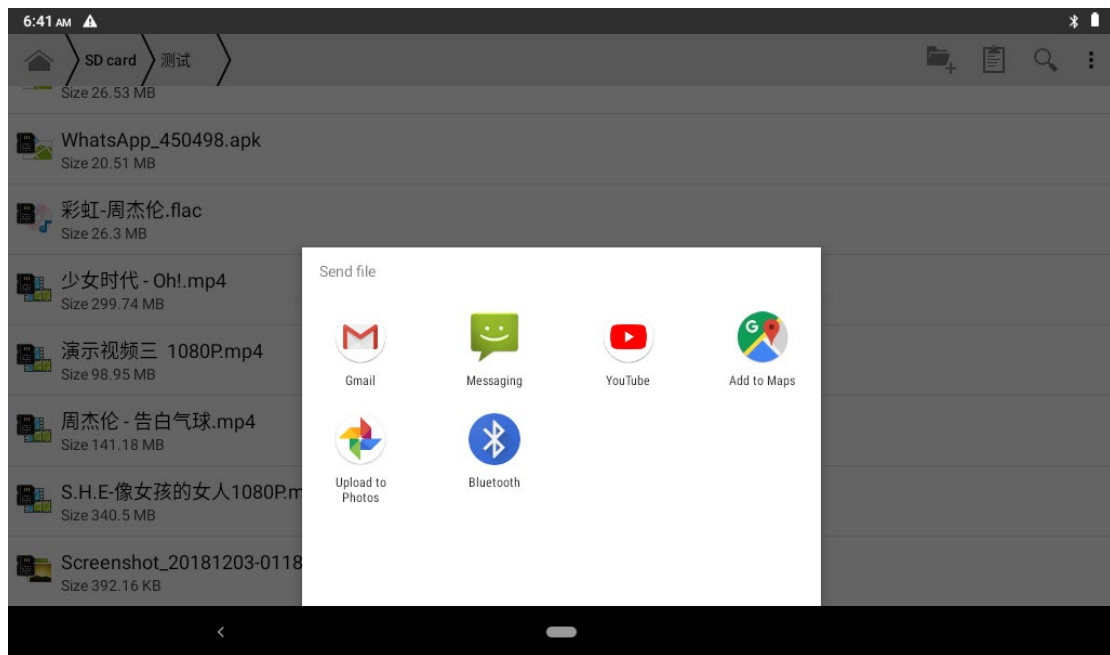 6:41 AM
SD card 测试
Size 26.53 MB
WhatsApp_450498.apk
Size 20.51 MB
彩虹-周杰伦.flac
Size 26.3 MB
少女时代 - Oh!.mp4
Size 299.74 MB
演示视频三 1080P.mp4
Size 98.95 MB
周杰伦 - 告白气球.mp4
Size 141.18 MB
S.H.E-像女孩的女人1080P.m
Size 340.5 MB
Screenshot_20181203-0118
Size 392.16 KB
Send file
Gmail
Messaging
YouTube
G
Add to Maps
Upload to
Photos
Bluetooth